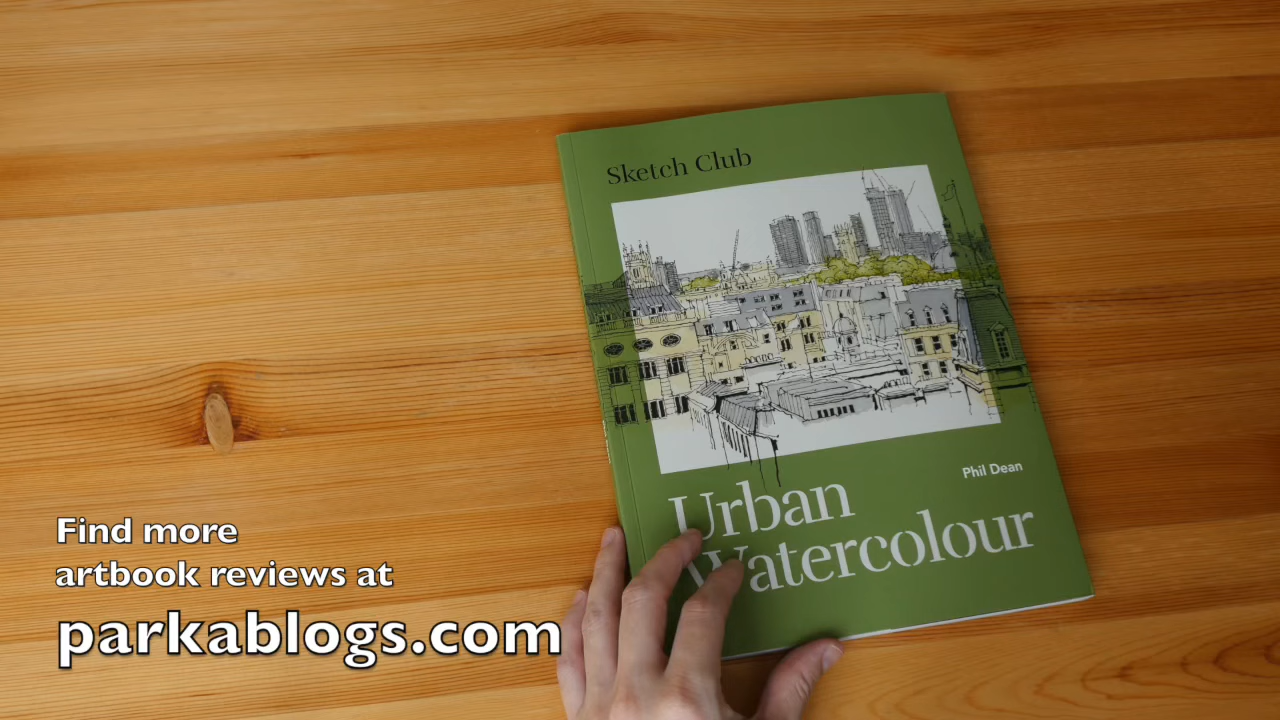 Sketch Club
Phil Dean
Urban
Watercolour
Find more
artbook reviews at
parkablogs.com